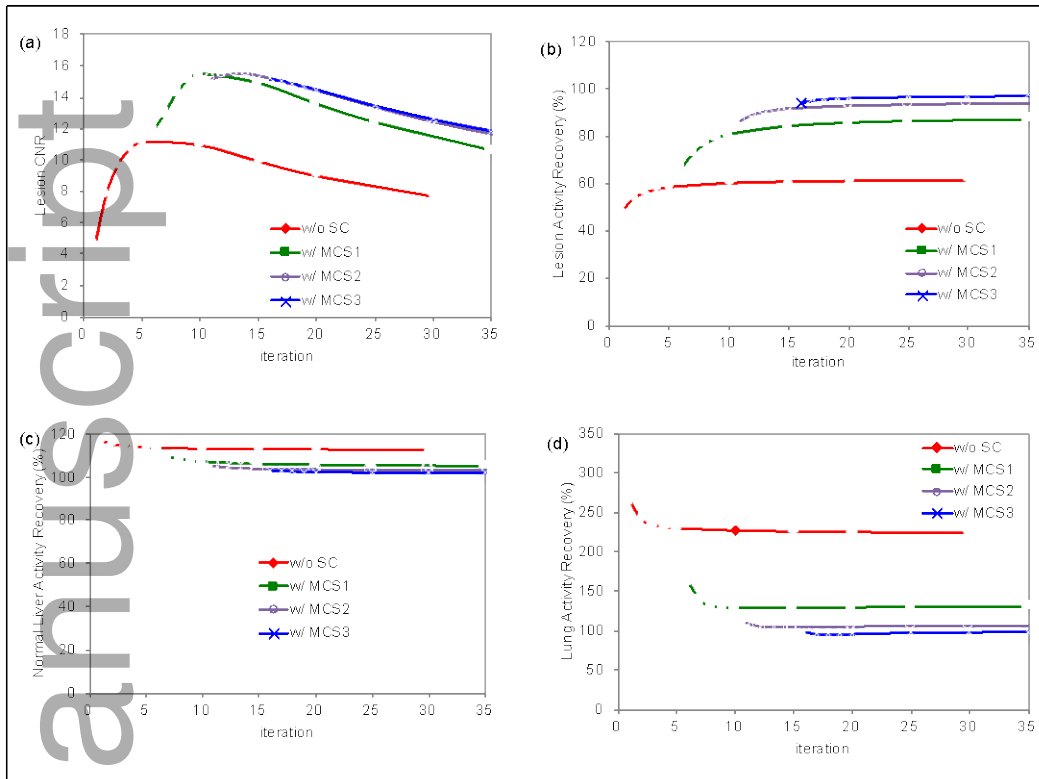 (a)
18
16
14
12
10
8
6
4
2
0
Lesion CNR
0 5 10 15 20 25 30 35
iteration
w/o SC
w/ MCS1
w/ MCS2
w/ MCS3
(b)
120
100
80
60
40
20
0
Lesion Activity Recovery (%)
0 5 10 15 20 25 30 35
iteration
w/o SC
w/ MCS1
w/ MCS2
w/ MCS3
(c)
120
100
80
60
40
20
0
Normal Liver Activity Recovery (%)
0 5 10 15 20 25 30 35
iteration
w/o SC
w/ MCS1
w/ MCS2
w/ MCS3
(d)
350
300
250
200
150
100
50
0
Lung Activity Recovery (%)
0 5 10 15 20 25 30 35
iteration
w/o SC
w/ MCS1
w/ MCS2
w/ MCS3
anuscript